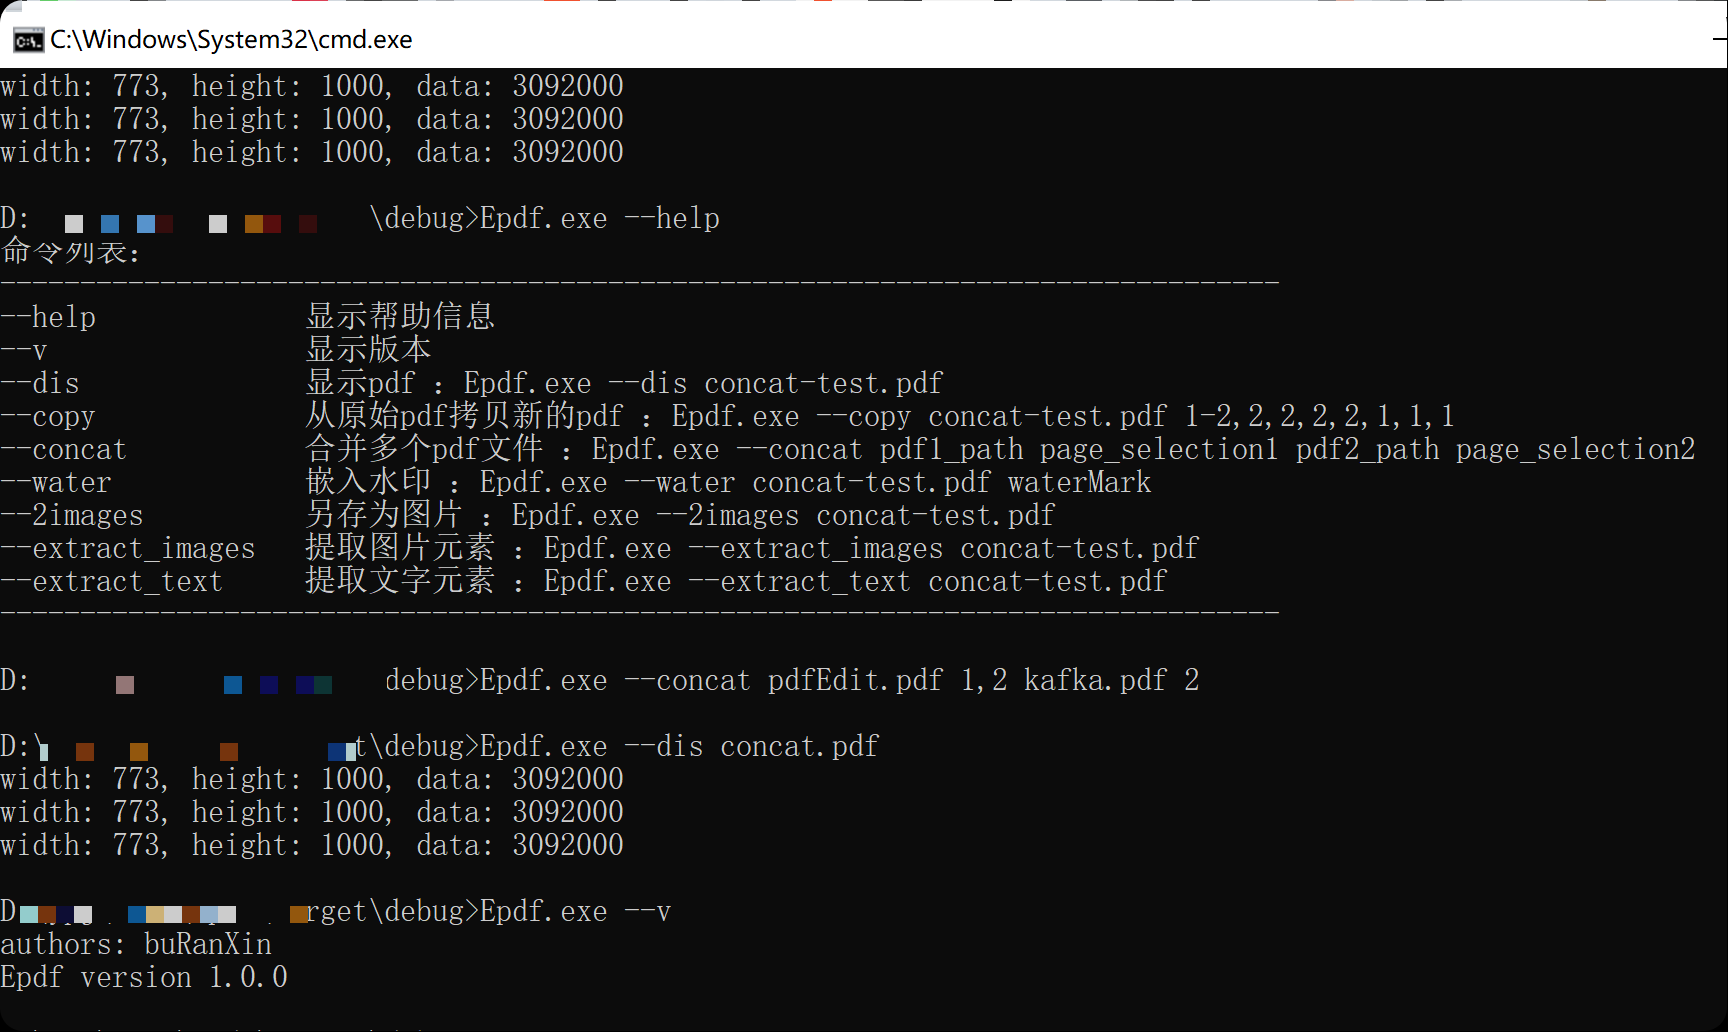 C:\Windows\System32\cmd.exe
width: 773, height: 1000, data: 3092000
width: 773, height: 1000, data: 3092000
width: 773, height: 1000, data: 3092000
D: \debug>Epdf.exe --help
命令列表:
--------------------------------------------------------------------------------
--help 显示帮助信息
--v 显示版本
--dis 显示pdf : Epdf.exe --dis concat-test.pdf
--copy 从原始pdf拷贝新的pdf : Epdf.exe --copy concat-test.pdf 1-2,2,2,2,2,1,1,1
--concat 合并多个pdf文件 : Epdf.exe --concat pdf1_path page_selection1 pdf2_path page_selection2
--water 嵌入水印 : Epdf.exe --water concat-test.pdf waterMark
--2images 另存为图片 : Epdf.exe --2images concat-test.pdf
--extract_images 提取图片元素 : Epdf.exe --extract_images concat-test.pdf
--extract_text 提取文字元素 : Epdf.exe --extract_text concat-test.pdf
--------------------------------------------------------------------------------
D: debug>Epdf.exe --concat pdfEdit.pdf 1,2 kafka.pdf 2
D:\ t\debug>Epdf.exe --dis concat.pdf
width: 773, height: 1000, data: 3092000
width: 773, height: 1000, data: 3092000
width: 773, height: 1000, data: 3092000
D rget\debug>Epdf.exe --v
authors: buRanXin
Epdf version 1.0.0